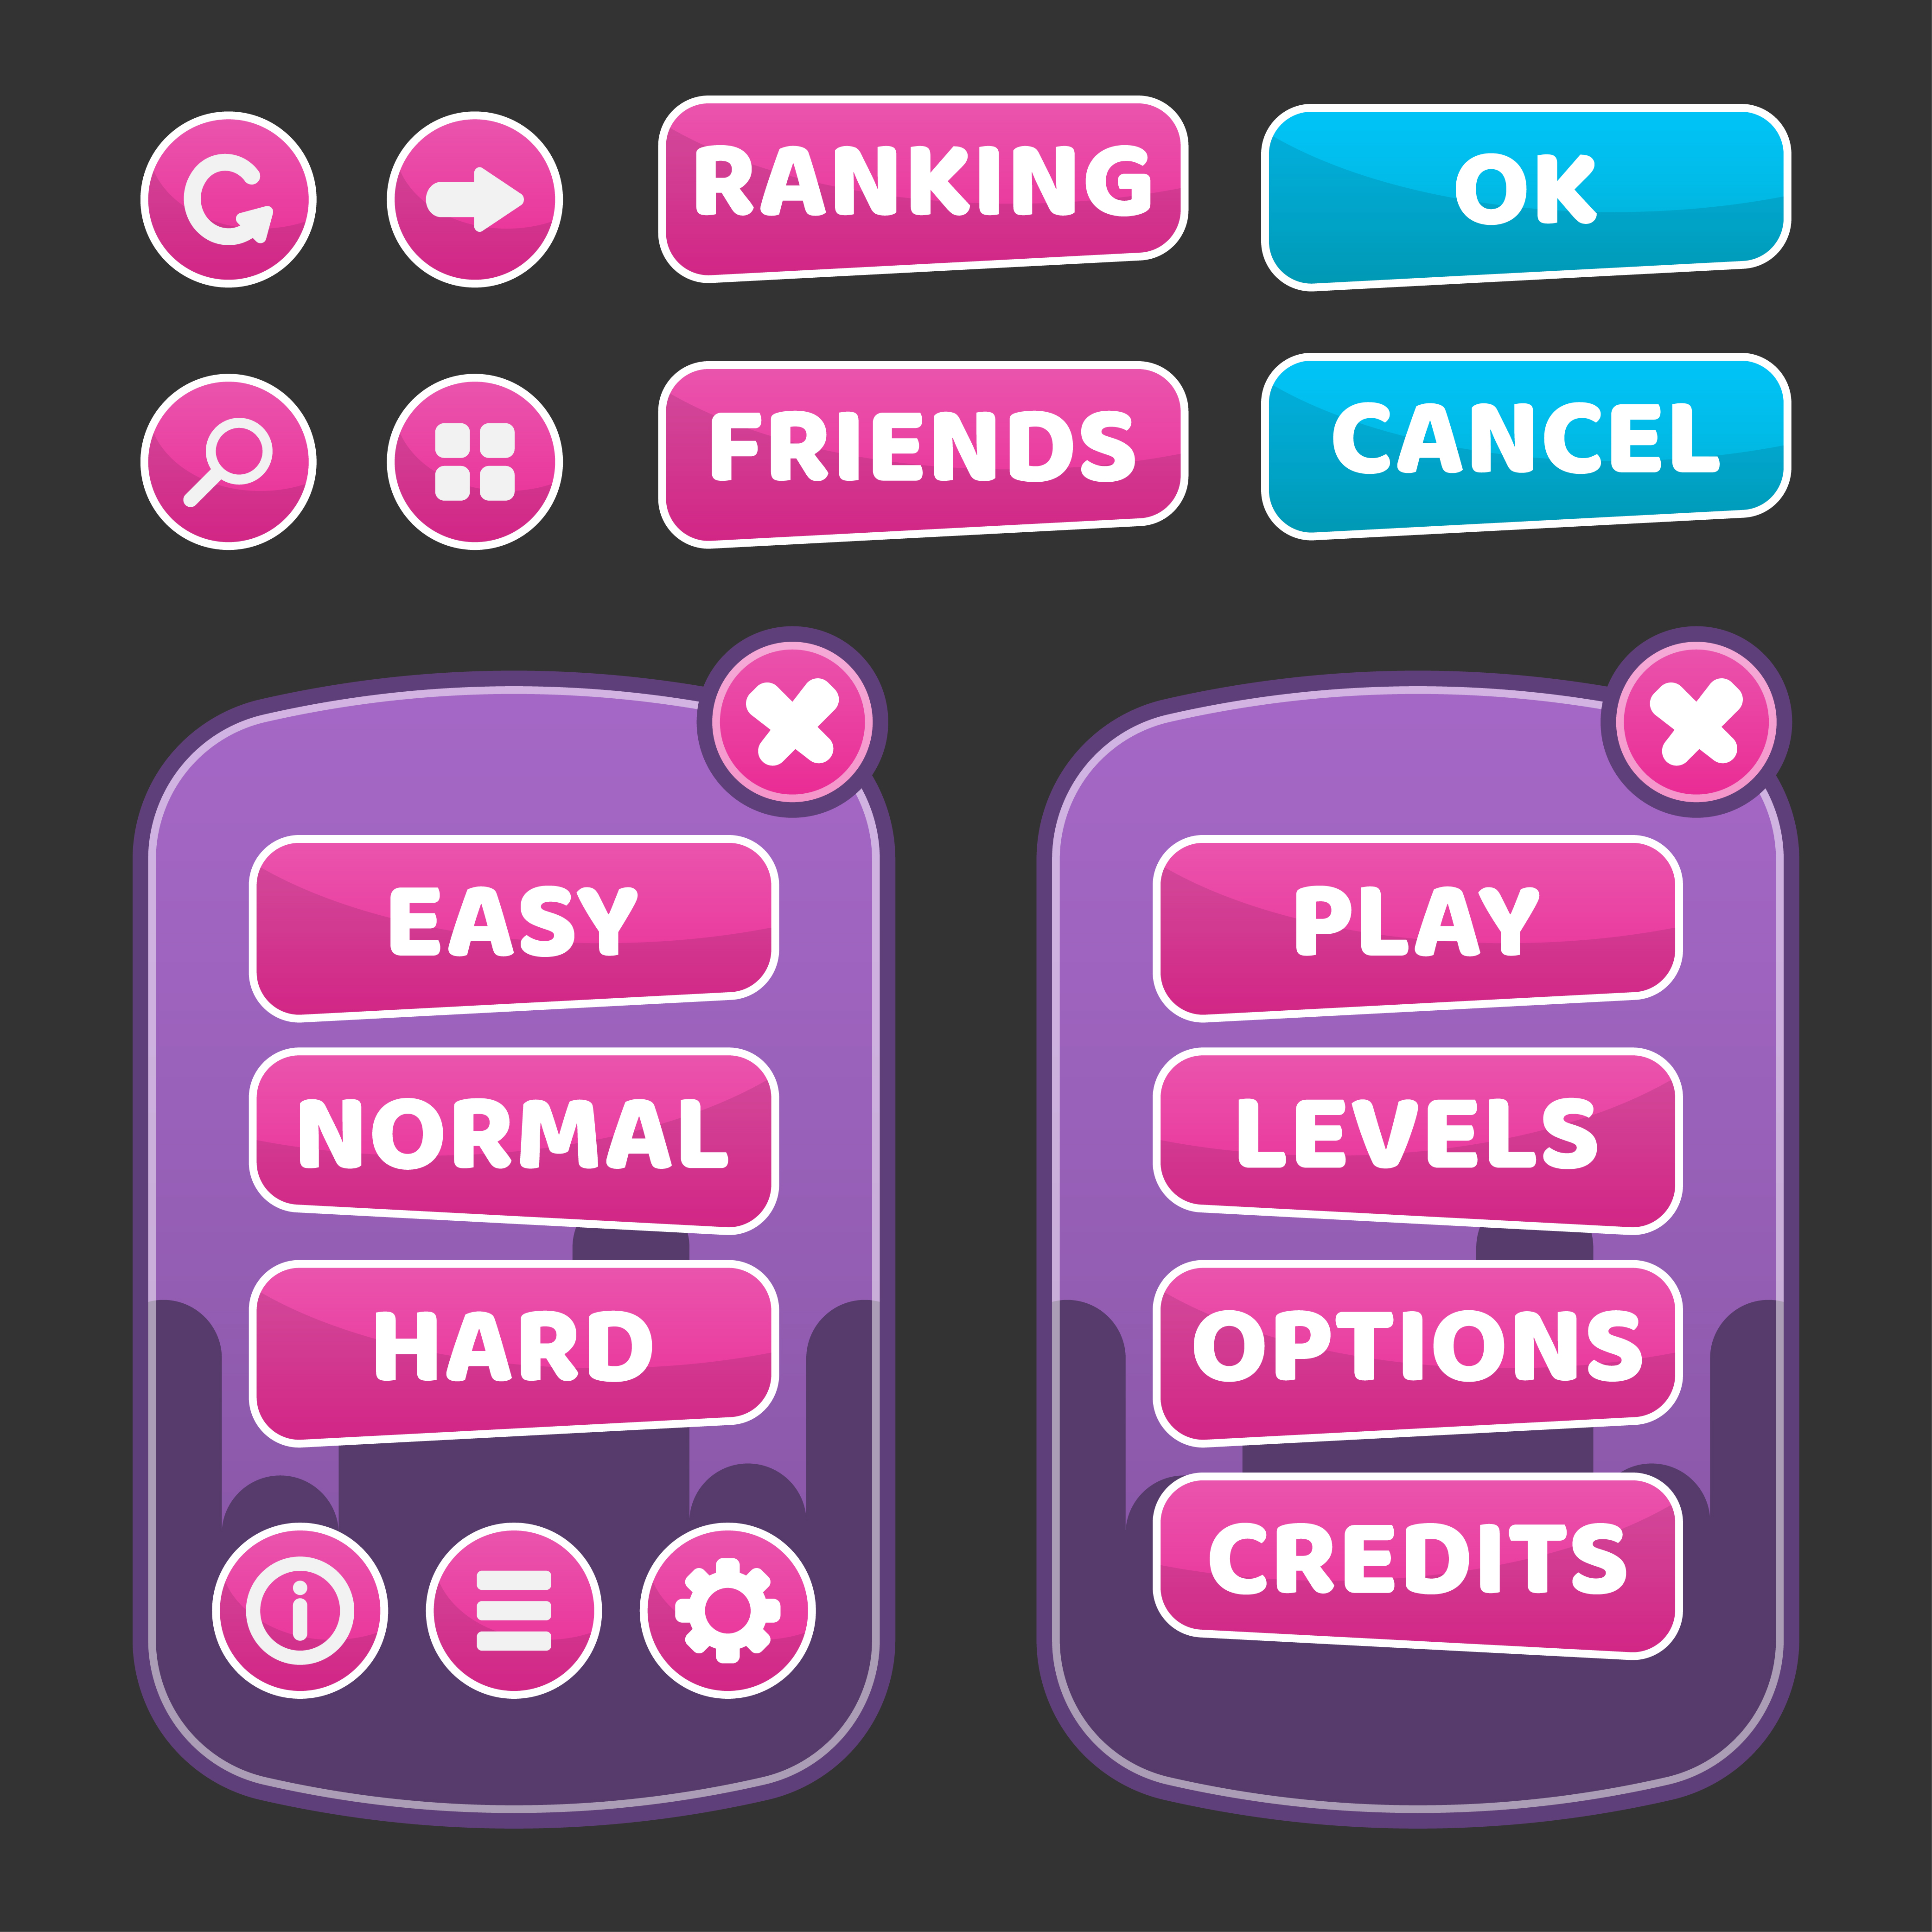 RANKING
OK
FRIENDS
CANCEL
EASY
NORMAL
HARD
PLAY
LEVELS
OPTIONS
CREDITS